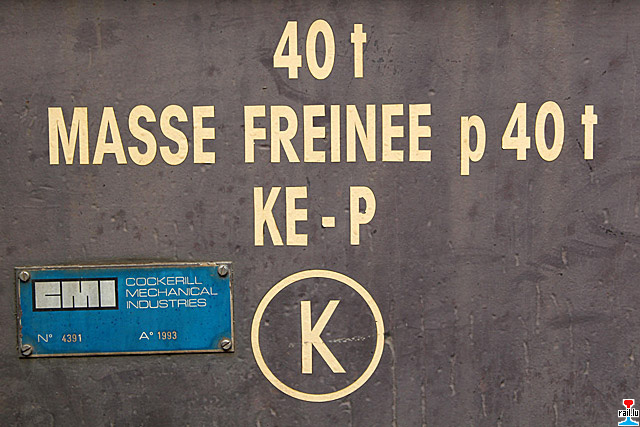 40 t
MASSE FREINEE p 40 t
KE - P
CMI COCKERILL
MECHANICAL
INDUSTRIES
N° 4391 A° 1993
K
rail.lu